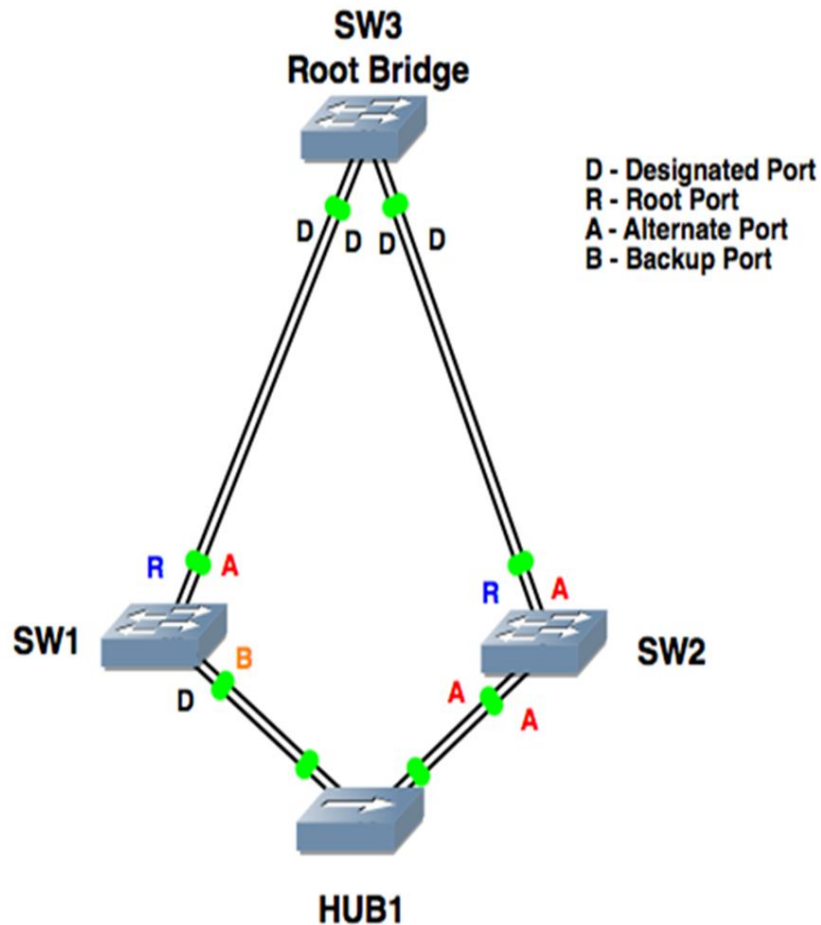 SW3
Root Bridge
D - Designated Port
R - Root Port
A - Alternate Port
B - Backup Port
D D D D
R A R A
SW1 SW2
B
D A A
HUB1